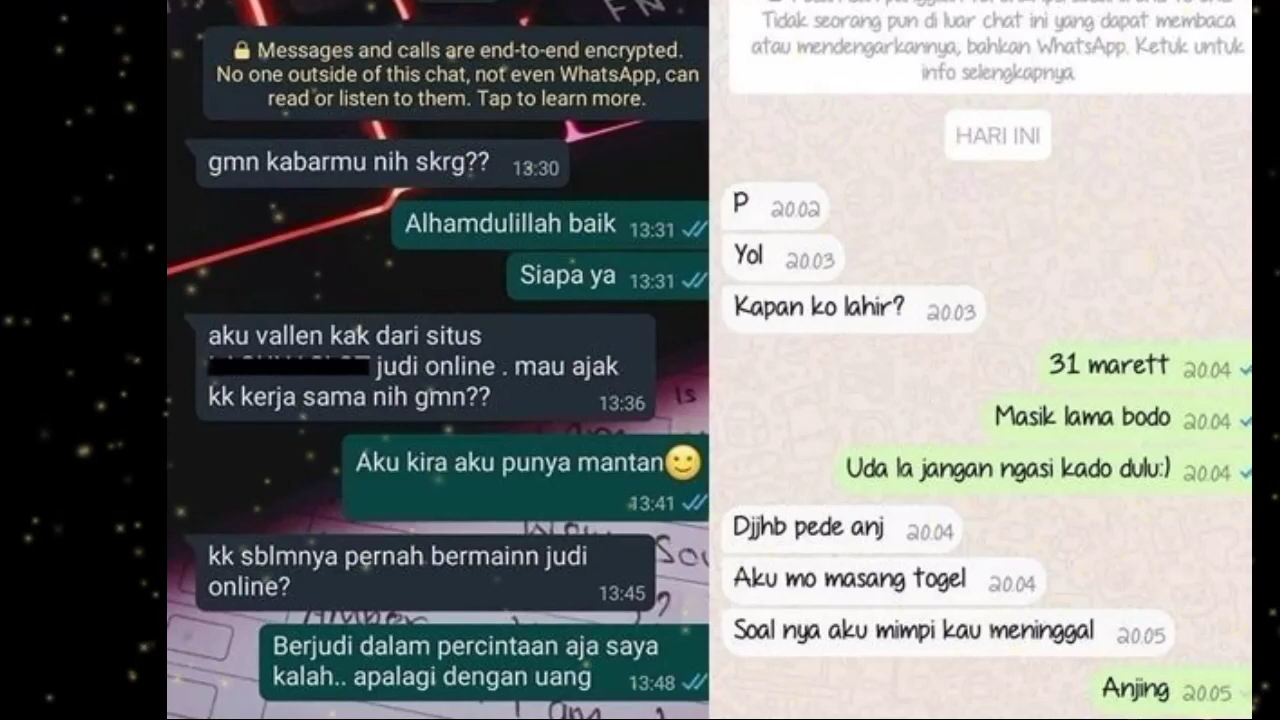 Messages and calls are end-to-end encrypted.
No one outside of this chat, not even WhatsApp, can
read or listen to them. Tap to learn more.
gmn kabarmu nih skrg?? 13:30
Alhamdulillah baik 13:31
Siapa ya 13:31
aku vallen kak dari situs
judi online . mau ajak
kk kerja sama nih gmn?? 13:36
Aku kira aku punya mantan🙂
13:41
kk sblmnya pernah bermainn judi
online? 13:45
Berjudi dalam percintaan aja saya
kalah.. apalagi dengan uang 13:48
Tidak seorang pun di luar chat ini yang dapat membaca
atau mendengarkannya, bahkan WhatsApp. Ketuk untuk
info selengkapnya
HARI INI
P 20.02
Yol 20.03
Kapan ko lahir? 20.03
31 marett 20.04
Masik lama bodo 20.04
Uda la jangan ngasi kado dulu:) 20.04
Djjhb pede anj 20.04
Aku mo masang togel 20.04
Soal nya aku mimpi kau meninggal 20.05
Anjing 20.05